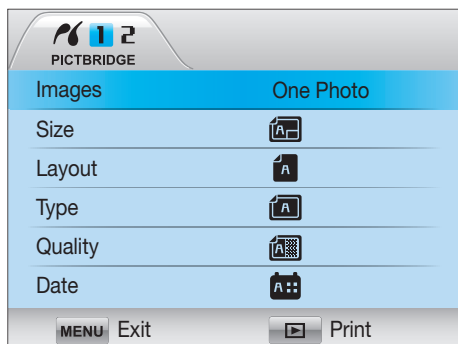 1 2
PICTBRIDGE
Images One Photo
Size A
Layout A
Type A
Quality A
Date A
MENU Exit Print